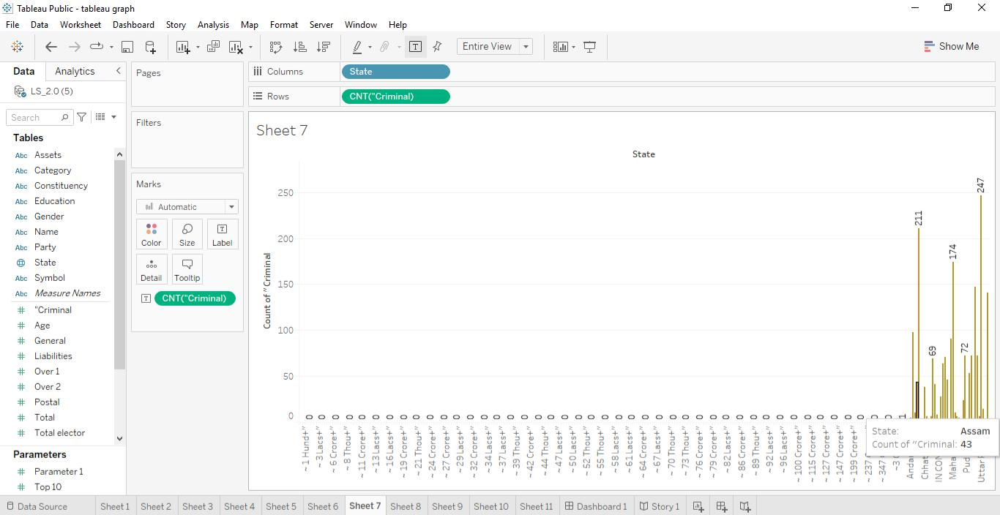 Tableau Public - tableau graph
File Data Worksheet Dashboard Story Analysis Map Format Server Window Help
Entire View
Show Me
Data Analytics
LS_2.0 (5)
Search
Tables
Abc Assets
Abc Category
Abc Constituency
Abc Education
Abc Gender
Abc Name
Abc Party
State
Abc Symbol
Abc Measure Names
# "Criminal
# Age
# General
# Liabilities
# Over 1
# Over 2
# Postal
# Total
# Total elector
Parameters
# Parameter 1
# Top 10
Pages
Filters
Marks
Automatic
Color Size Label
Detail Tooltip
CNT("Criminal)
Columns State
Rows CNT("Criminal)
Sheet 7
State
Count of "Criminal
250
200
150
100
50
0
0 0 0 0 0 0 0 0 0 0 0 0 0 0 0 0 0 0 0 0 0 0 0 0 0 0 0 0 0 0 0 0 0 0 0 0 0 0 0 0 0 0 0 1
211
69
174
72
247
~ 1 Hund+"
~ 3 Lacs+"
~ 6 Crore+"
~ 8 Thou+"
~ 11 Crore+"
~ 13 Lacs+"
~ 16 Lacs+"
~ 19 Crore+"
~ 21 Thou+"
~ 24 Crore+"
~ 27 Crore+"
~ 29 Lacs+"
~ 32 Crore+"
~ 34 Lacs+"
~ 37 Lacs+"
~ 39 Thou+"
~ 42 Crore+"
~ 44 Thou+"
~ 47 Lacs+"
~ 50 Lacs+"
~ 52 Thou+"
~ 55 Thou+"
~ 58 Lacs+"
~ 61 Lacs+"
~ 64 Crore+"
~ 67 Lacs+"
~ 70 Thou+"
~ 73 Thou+"
~ 76 Crore+"
~ 79 Crore+"
~ 82 Lacs+"
~ 86 Crore+"
~ 89 Thou+"
~ 92 Crore+"
~ 96 Lacs+"
~ 100 Crore+"
~ 115 Crore+"
~ 127 Crore+"
~ 147 Crore+"
~ 199 Crore+"
~ 237
~ 347
~3
Andar
Chhat
IN CON
Maha
Pud
Uttar
State: Assam
Count of "Criminal: 43
Data Source Sheet 1 Sheet 2 Sheet 3 Sheet 4 Sheet 5 Sheet 6 Sheet 7 Sheet 8 Sheet 9 Sheet 10 Sheet 11 Dashboard 1 Story 1